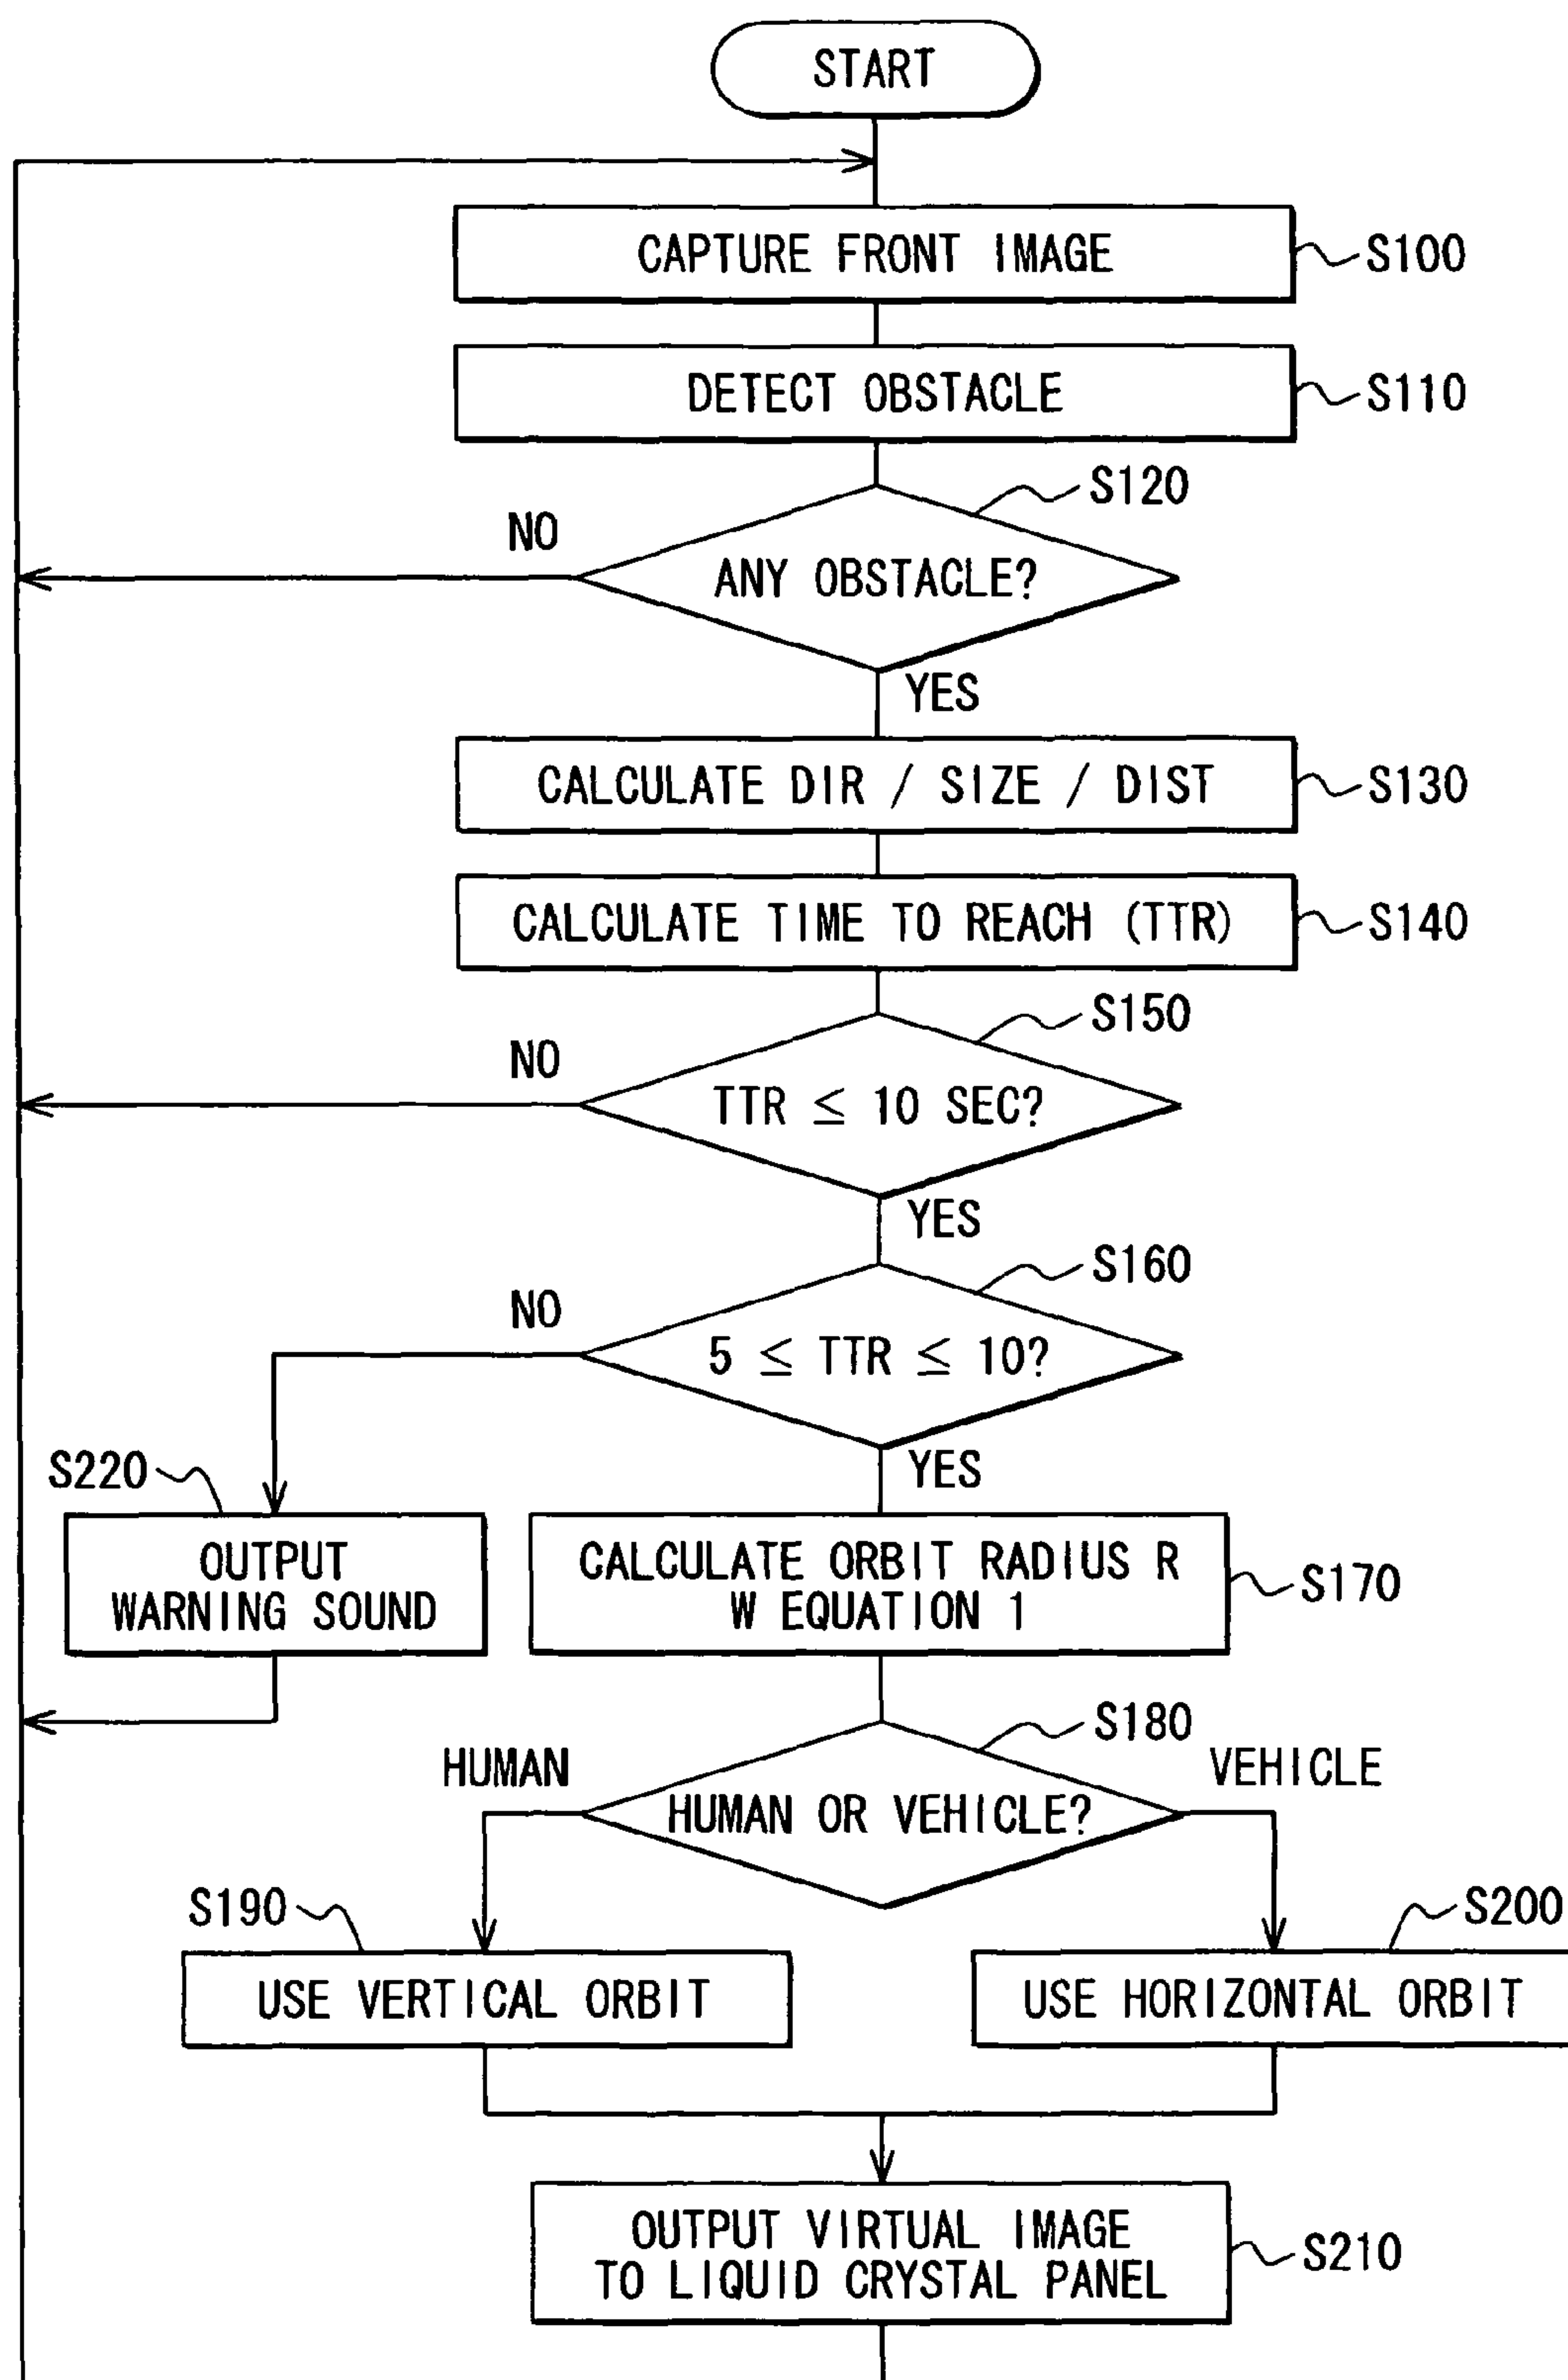 START
CAPTURE FRONT IMAGE
S100
DETECT OBSTACLE
S110
S120
NO
ANY OBSTACLE?
YES
CALCULATE DIR / SIZE / DIST
S130
CALCULATE TIME TO REACH (TTR)
S140
S150
NO
TTR ≤ 10 SEC?
YES
S160
NO
5 ≤ TTR ≤ 10?
YES
S220
OUTPUT
WARNING SOUND
CALCULATE ORBIT RADIUS R
W EQUATION 1
S170
S180
HUMAN
VEHICLE
HUMAN OR VEHICLE?
S190
S200
USE VERTICAL ORBIT
USE HORIZONTAL ORBIT
OUTPUT VIRTUAL IMAGE
TO LIQUID CRYSTAL PANEL
S210